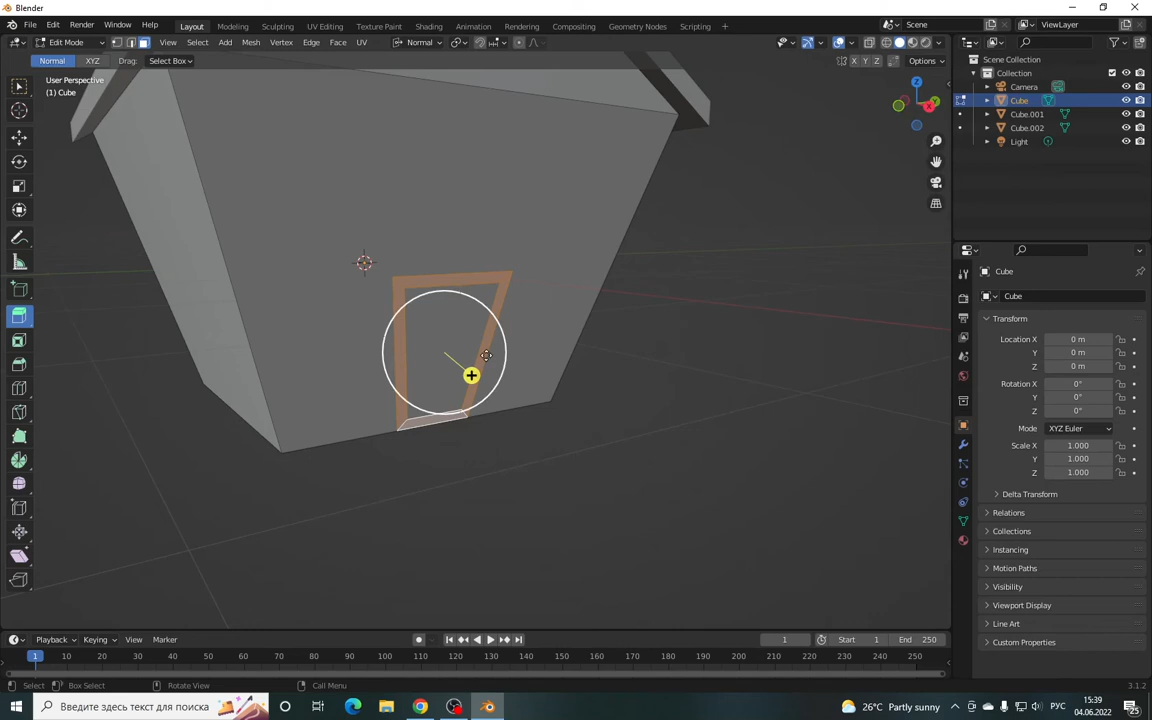 Blender
File Edit Render Window Help Layout Modeling Sculpting UV Editing Texture Paint Shading Animation Rendering Compositing Geometry Nodes Scripting + Scene ViewLayer
Edit Mode View Select Add Mesh Vertex Edge Face UV Normal
Normal XYZ Drag: Select Box X Y Z Options
User Perspective
(1) Cube
Scene Collection
Collection
Camera
Cube
Cube.001
Cube.002
Light
Cube
Cube
Transform
Location X 0 m
Y 0 m
Z 0 m
Rotation X 0°
Y 0°
Z 0°
Mode XYZ Euler
Scale X 1.000
Y 1.000
Z 1.000
Delta Transform
Relations
Collections
Instancing
Motion Paths
Visibility
Viewport Display
Line Art
Custom Properties
Playback Keying View Marker 1 Start 1 End 250
1 10 20 30 40 50 60 70 80 90 100 110 120 130 140 150 160 170 180 190 200 210 220 230 240 250
Select Box Select Rotate View Call Menu 3.1.2
Введите здесь текст для поиска 26°C Partly sunny РУС 15:39 04.06.2022 25